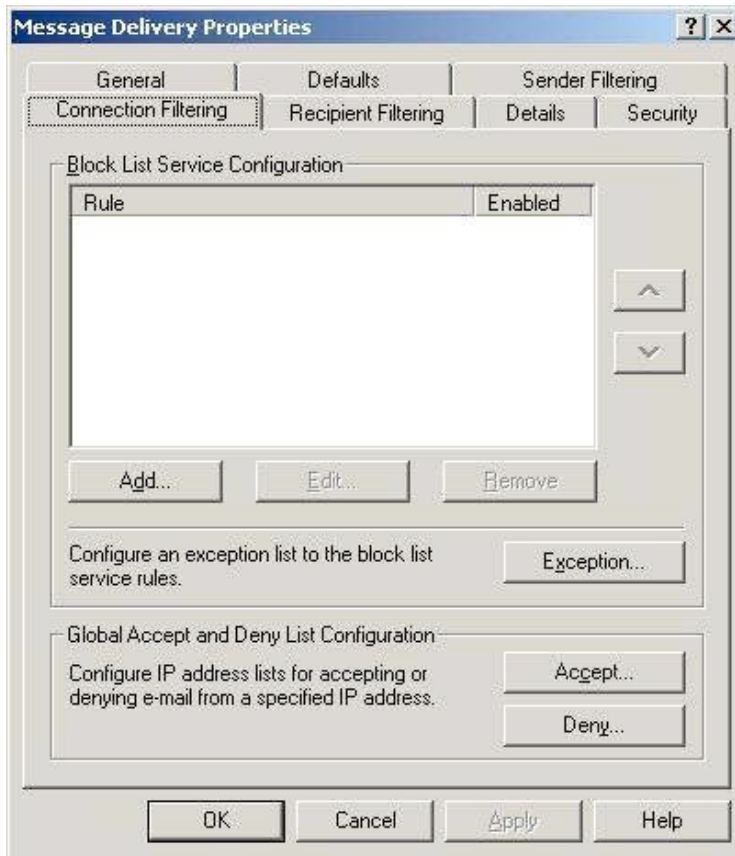 Message Delivery Properties
General Defaults Sender Filtering
Connection Filtering Recipient Filtering Details Security
Block List Service Configuration
Rule Enabled
Add... Edit... Remove
Configure an exception list to the block list
service rules.
Exception...
Global Accept and Deny List Configuration
Configure IP address lists for accepting or
denying e-mail from a specified IP address.
Accept...
Deny...
OK Cancel Apply Help